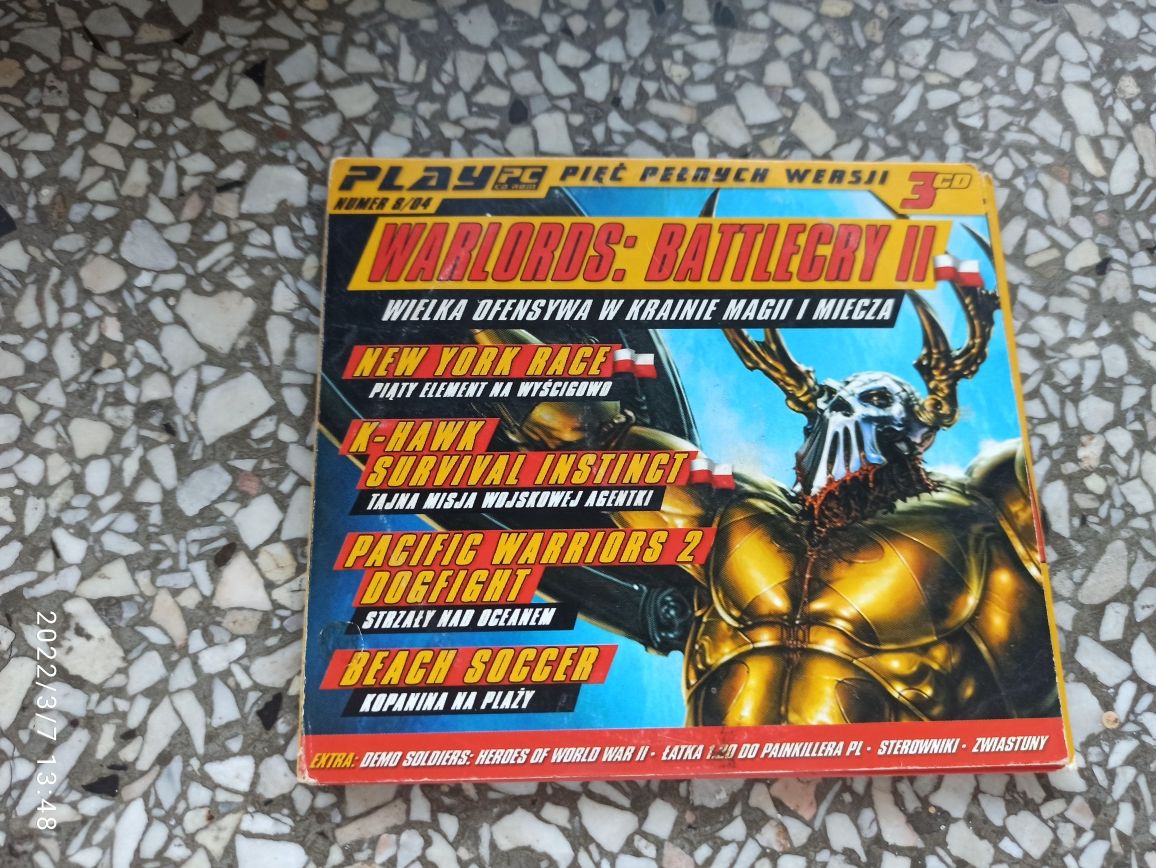 PLAY PC CD ROM PIĘĆ PEŁNYCH WERSJI 3CD
NUMER 8/04
WARLORDS: BATTLECRY II
WIELKA OFENSYWA W KRAINIE MAGII I MIECZA
NEW YORK RACE
PIĄTY ELEMENT NA WYŚCIGOWO
K-HAWK
SURVIVAL INSTINCT
TAJNA MISJA WOJSKOWEJ AGENTKI
PACIFIC WARRIORS 2
DOGFIGHT
STRZAŁY NAD OCEANEM
BEACH SOCCER
KOPANINA NA PLAŻY
EXTRA: DEMO SOLDIERS: HEROES OF WORLD WAR II • ŁATKA 1.20 DO PAINKILLERA PL • STEROWNIKI • ZWIASTUNY
2022/3/7 13:48